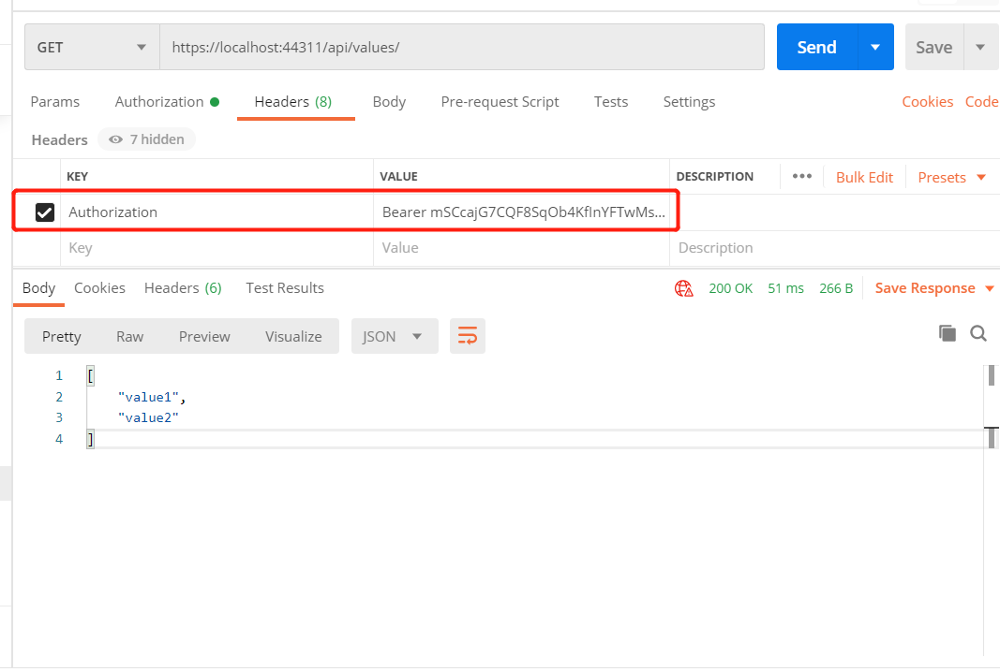 GET https://localhost:44311/api/values/ Send Save
Params Authorization Headers (8) Body Pre-request Script Tests Settings Cookies Code
Headers 7 hidden
KEY VALUE DESCRIPTION ••• Bulk Edit Presets
Authorization Bearer mSCcajG7CQF8SqOb4KfInYFTwMs...
Key Value Description
Body Cookies Headers (6) Test Results 200 OK 51 ms 266 B Save Response
Pretty Raw Preview Visualize JSON
1 [
2 "value1",
3 "value2"
4 ]